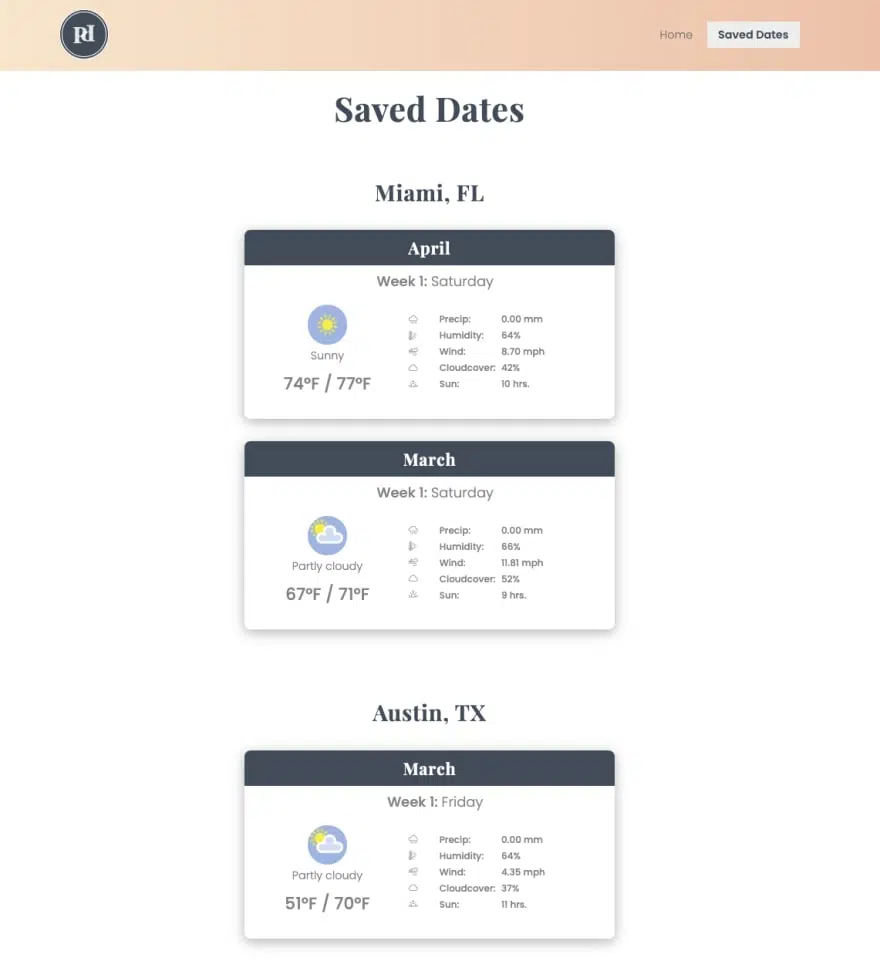 PD
Home
Saved Dates
Saved Dates
Miami, FL
April
Week 1: Saturday
Sunny
74°F / 77°F
Precip: 0.00 mm
Humidity: 64%
Wind: 8.70 mph
Cloudcover: 42%
Sun: 10 hrs.
March
Week 1: Saturday
Partly cloudy
67°F / 71°F
Precip: 0.00 mm
Humidity: 66%
Wind: 11.81 mph
Cloudcover: 52%
Sun: 9 hrs.
Austin, TX
March
Week 1: Friday
Partly cloudy
51°F / 70°F
Precip: 0.00 mm
Humidity: 64%
Wind: 4.35 mph
Cloudcover: 37%
Sun: 11 hrs.